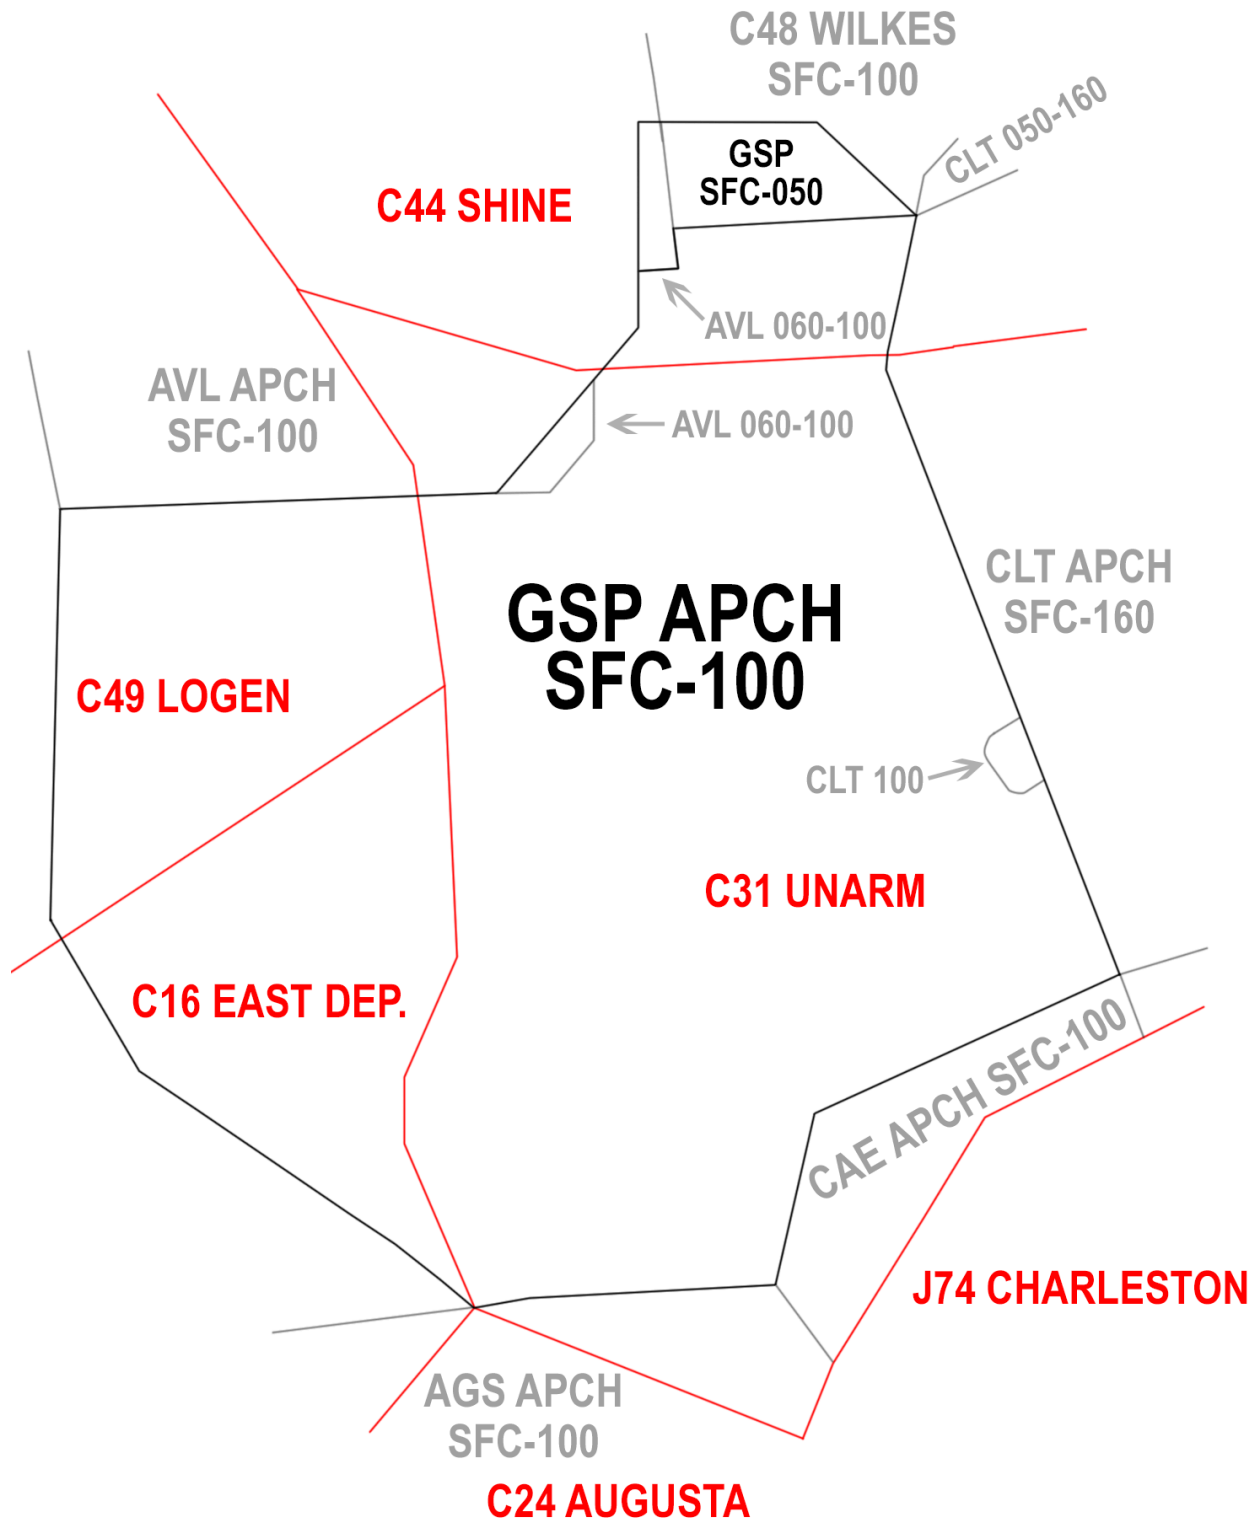 C48 WILKES
SFC-100
CLT 050-160
GSP
SFC-050
C44 SHINE
AVL 060-100
AVL APCH
SFC-100
AVL 060-100
GSP APCH
SFC-100
CLT APCH
SFC-160
C49 LOGEN
CLT 100
C31 UNARM
C16 EAST DEP.
CAE APCH SFC-100
J74 CHARLESTON
AGS APCH
SFC-100
C24 AUGUSTA